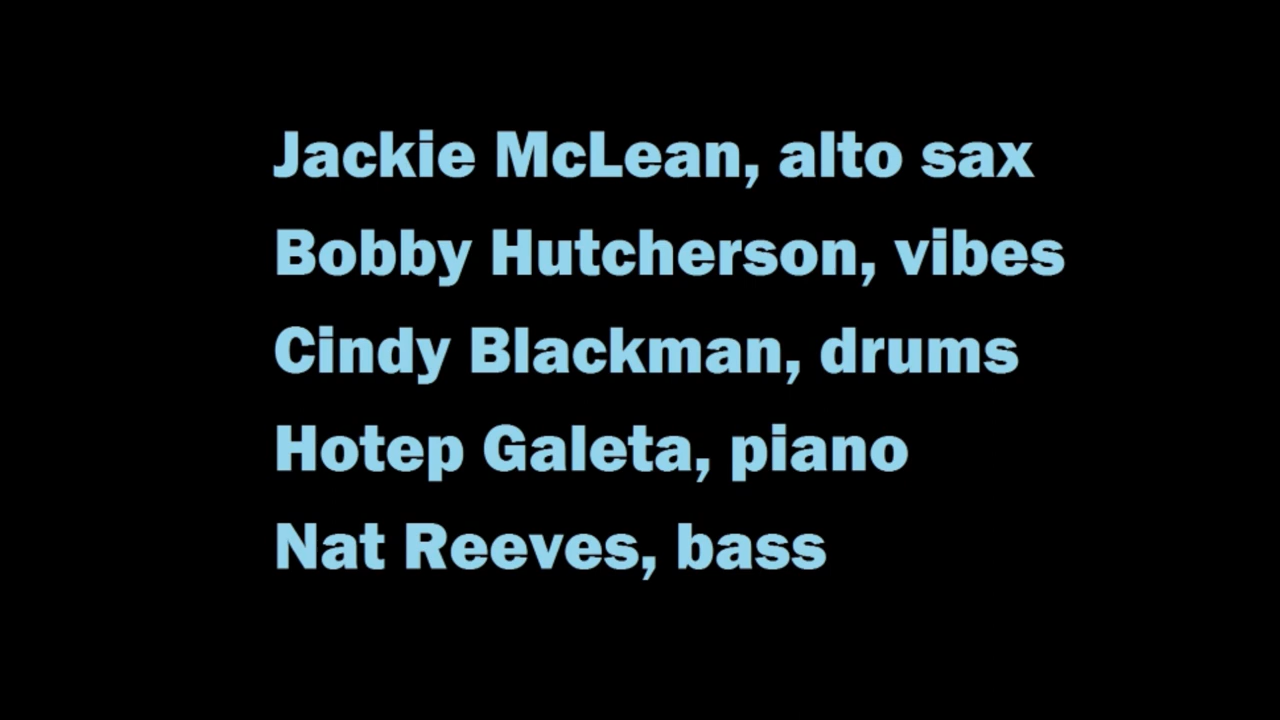 Jackie McLean, alto sax
Bobby Hutcherson, vibes
Cindy Blackman, drums
Hotep Galeta, piano
Nat Reeves, bass